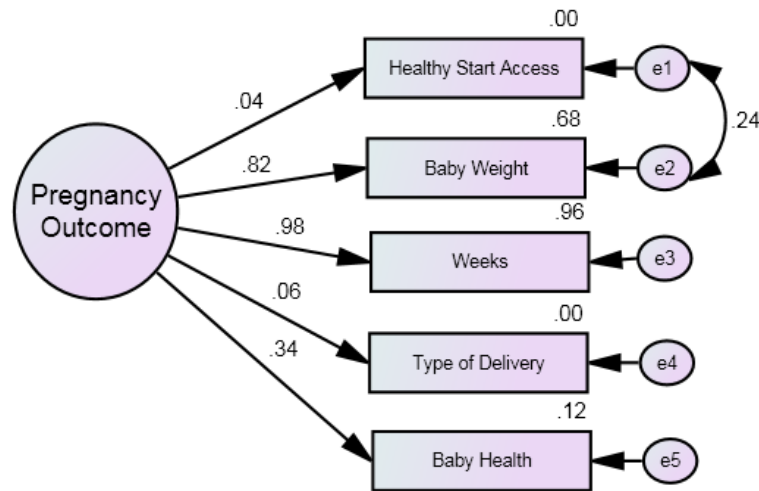 .00
Healthy Start Access
e1
.04
.68
.24
.82
Baby Weight
e2
Pregnancy
Outcome
.96
.98
Weeks
e3
.06
.00
.34
Type of Delivery
e4
.12
Baby Health
e5